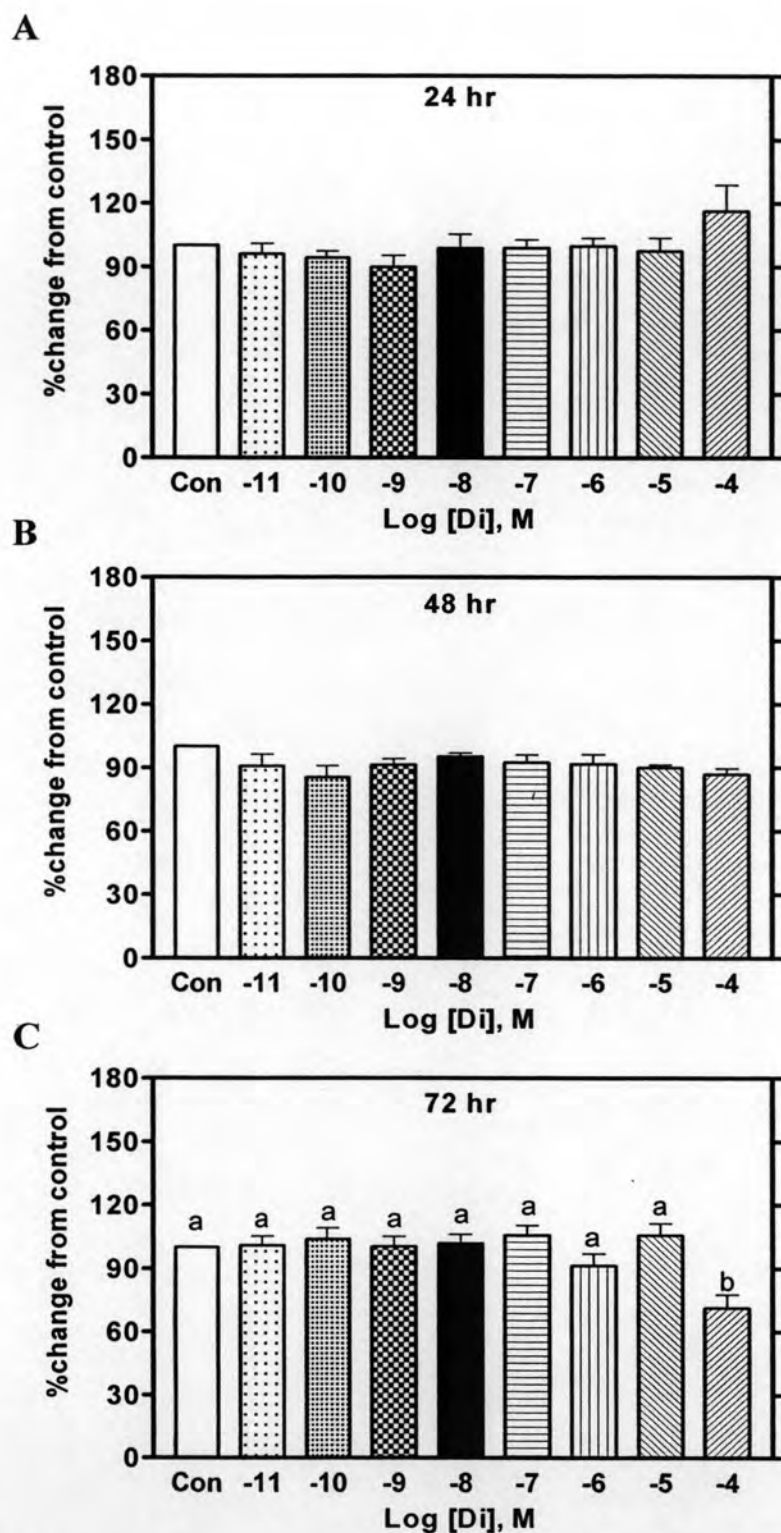 A
180
150
120
90
60
30
0
%change from control
24 hr
Con -11 -10 -9 -8 -7 -6 -5 -4
Log [Di], M
B
180
150
120
90
60
30
0
%change from control
48 hr
Con -11 -10 -9 -8 -7 -6 -5 -4
Log [Di], M
C
180
150
120
90
60
30
0
%change from control
72 hr
a a a a a a a a b
Con -11 -10 -9 -8 -7 -6 -5 -4
Log [Di], M